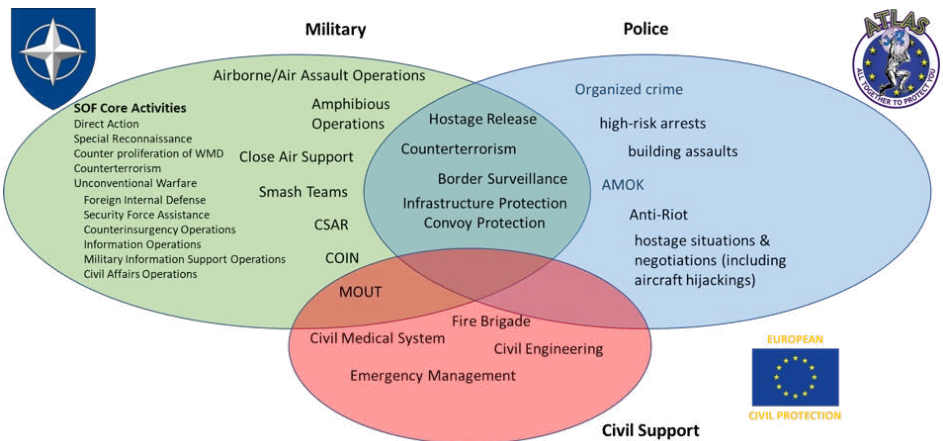 Military
Police
ATLAS
ALL TOGETHER TO PROTECT YOU
Airborne/Air Assault Operations
SOF Core Activities
Direct Action
Special Reconnaissance
Counter proliferation of WMD
Counterterrorism
Unconventional Warfare
Foreign Internal Defense
Security Force Assistance
Counterinsurgency Operations
Information Operations
Military Information Support Operations
Civil Affairs Operations
Amphibious
Operations
Close Air Support
Smash Teams
CSAR
COIN
MOUT
Hostage Release
Counterterrorism
Border Surveillance
Infrastructure Protection
Convoy Protection
Organized crime
high-risk arrests
building assaults
AMOK
Anti-Riot
hostage situations &
negotiations (including
aircraft hijackings)
Fire Brigade
Civil Medical System
Civil Engineering
Emergency Management
EUROPEAN
CIVIL PROTECTION
Civil Support